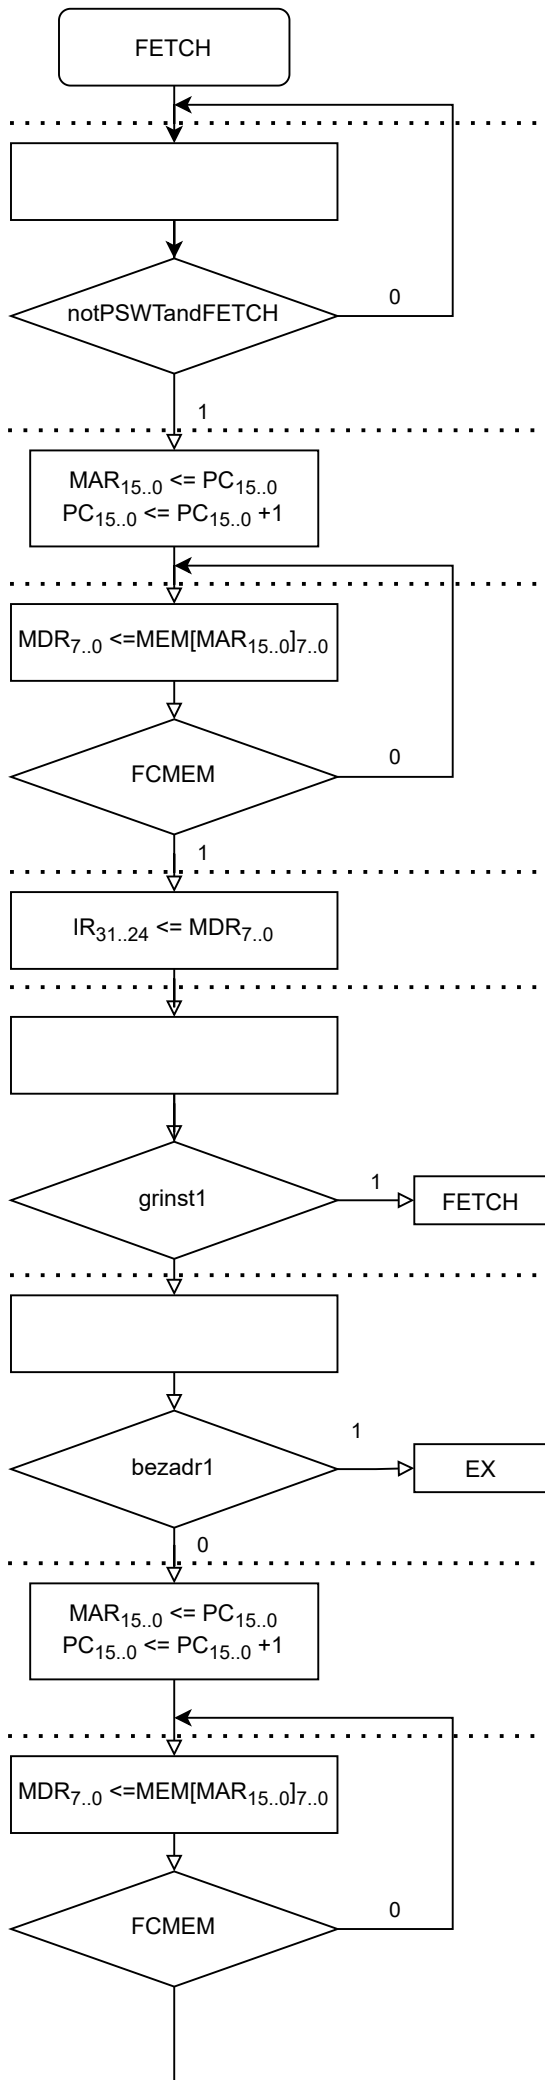 FETCH
notPSWTandFETCH
0
1
MAR15..0 <= PC15..0
PC15..0 <= PC15..0 +1
MDR7..0 <=MEM[MAR15..0]7..0
FCMEM
0
1
IR31..24 <= MDR7..0
grinst1
1
FETCH
bezadr1
1
EX
0
MAR15..0 <= PC15..0
PC15..0 <= PC15..0 +1
MDR7..0 <=MEM[MAR15..0]7..0
FCMEM
0